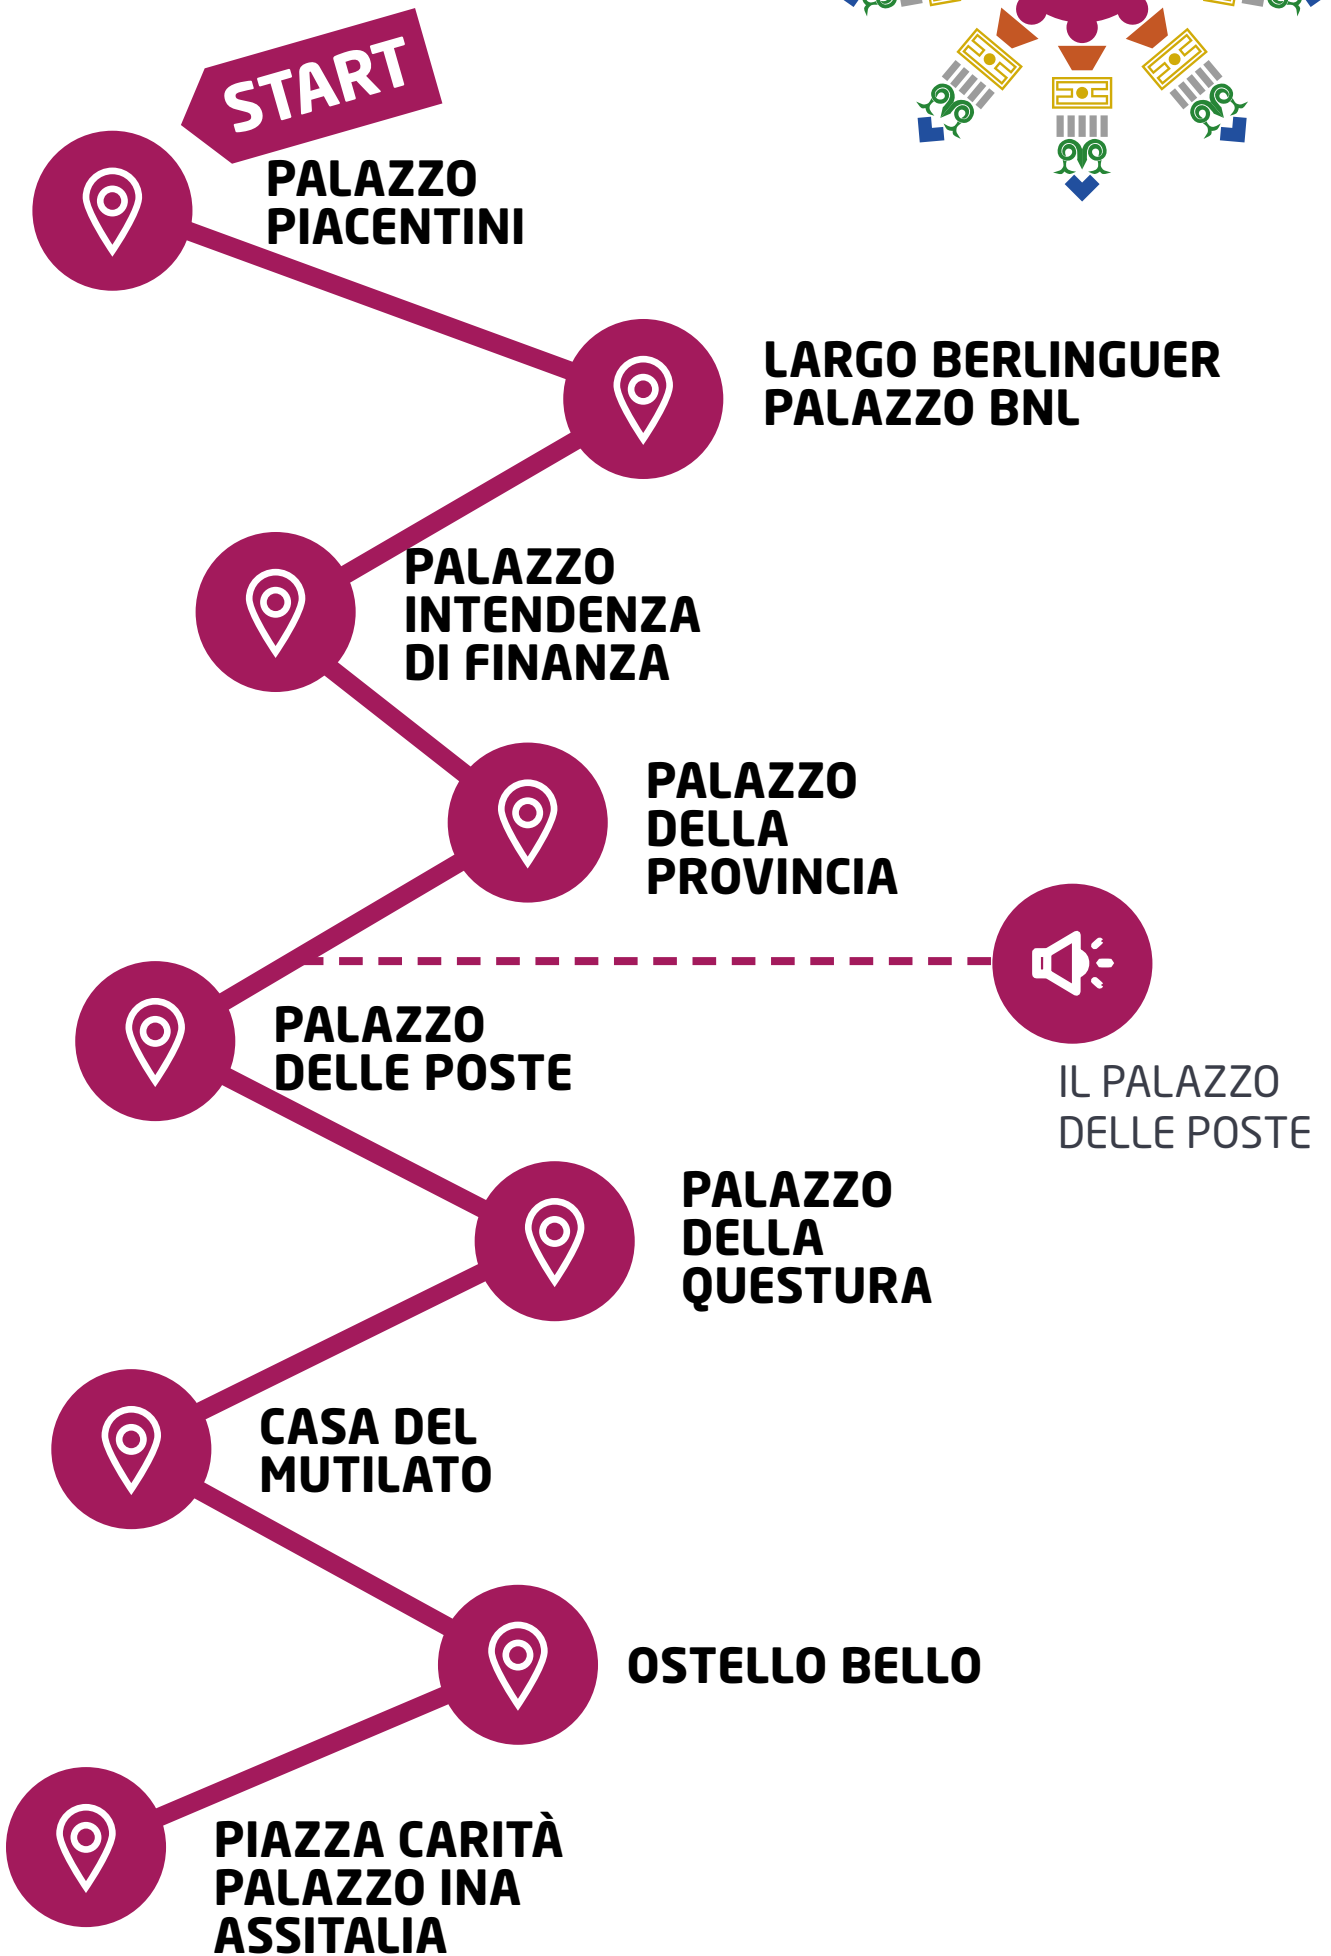 START
PALAZZO
PIACENTINI
LARGO BERLINGUER
PALAZZO BNL
PALAZZO
INTENDENZA
DI FINANZA
PALAZZO
DELLA
PROVINCIA
PALAZZO
DELLE POSTE
IL PALAZZO
DELLE POSTE
PALAZZO
DELLA
QUESTURA
CASA DEL
MUTILATO
OSTELLO BELLO
PIAZZA CARITÀ
PALAZZO INA
ASSITALIA